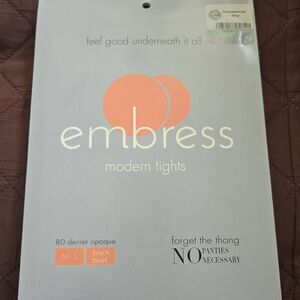 feel good underneath it all
embress
modern tights
80 denier opaque
M - L
black
brief
forget the thong
NO PANTIES
NECESSARY